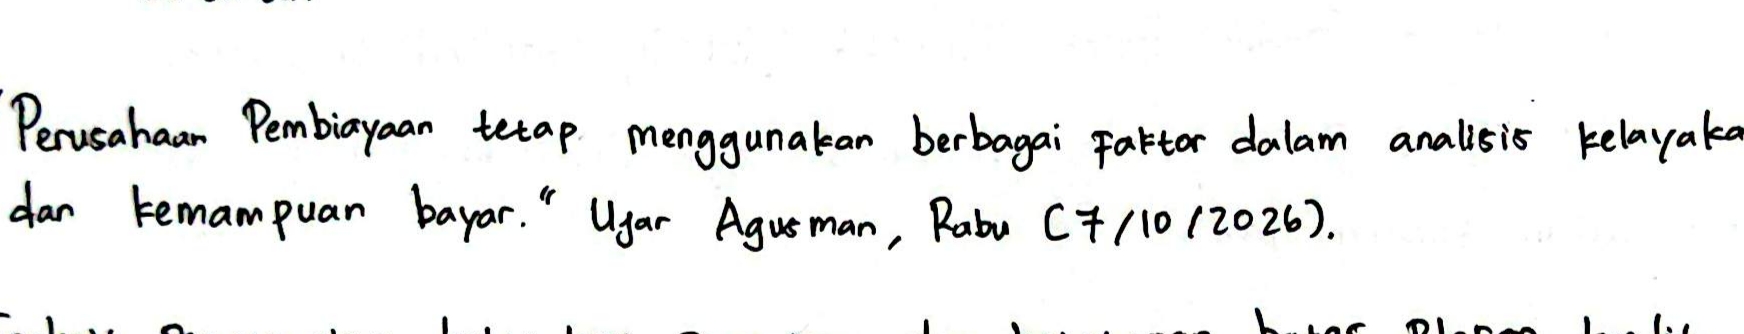 "Perusahaan Pembiayaan tetap menggunakan berbagai Faktor dalam analisis kelayaka
dan kemampuan bayar." Ujar Agusman, Rabu (7/10/2026).